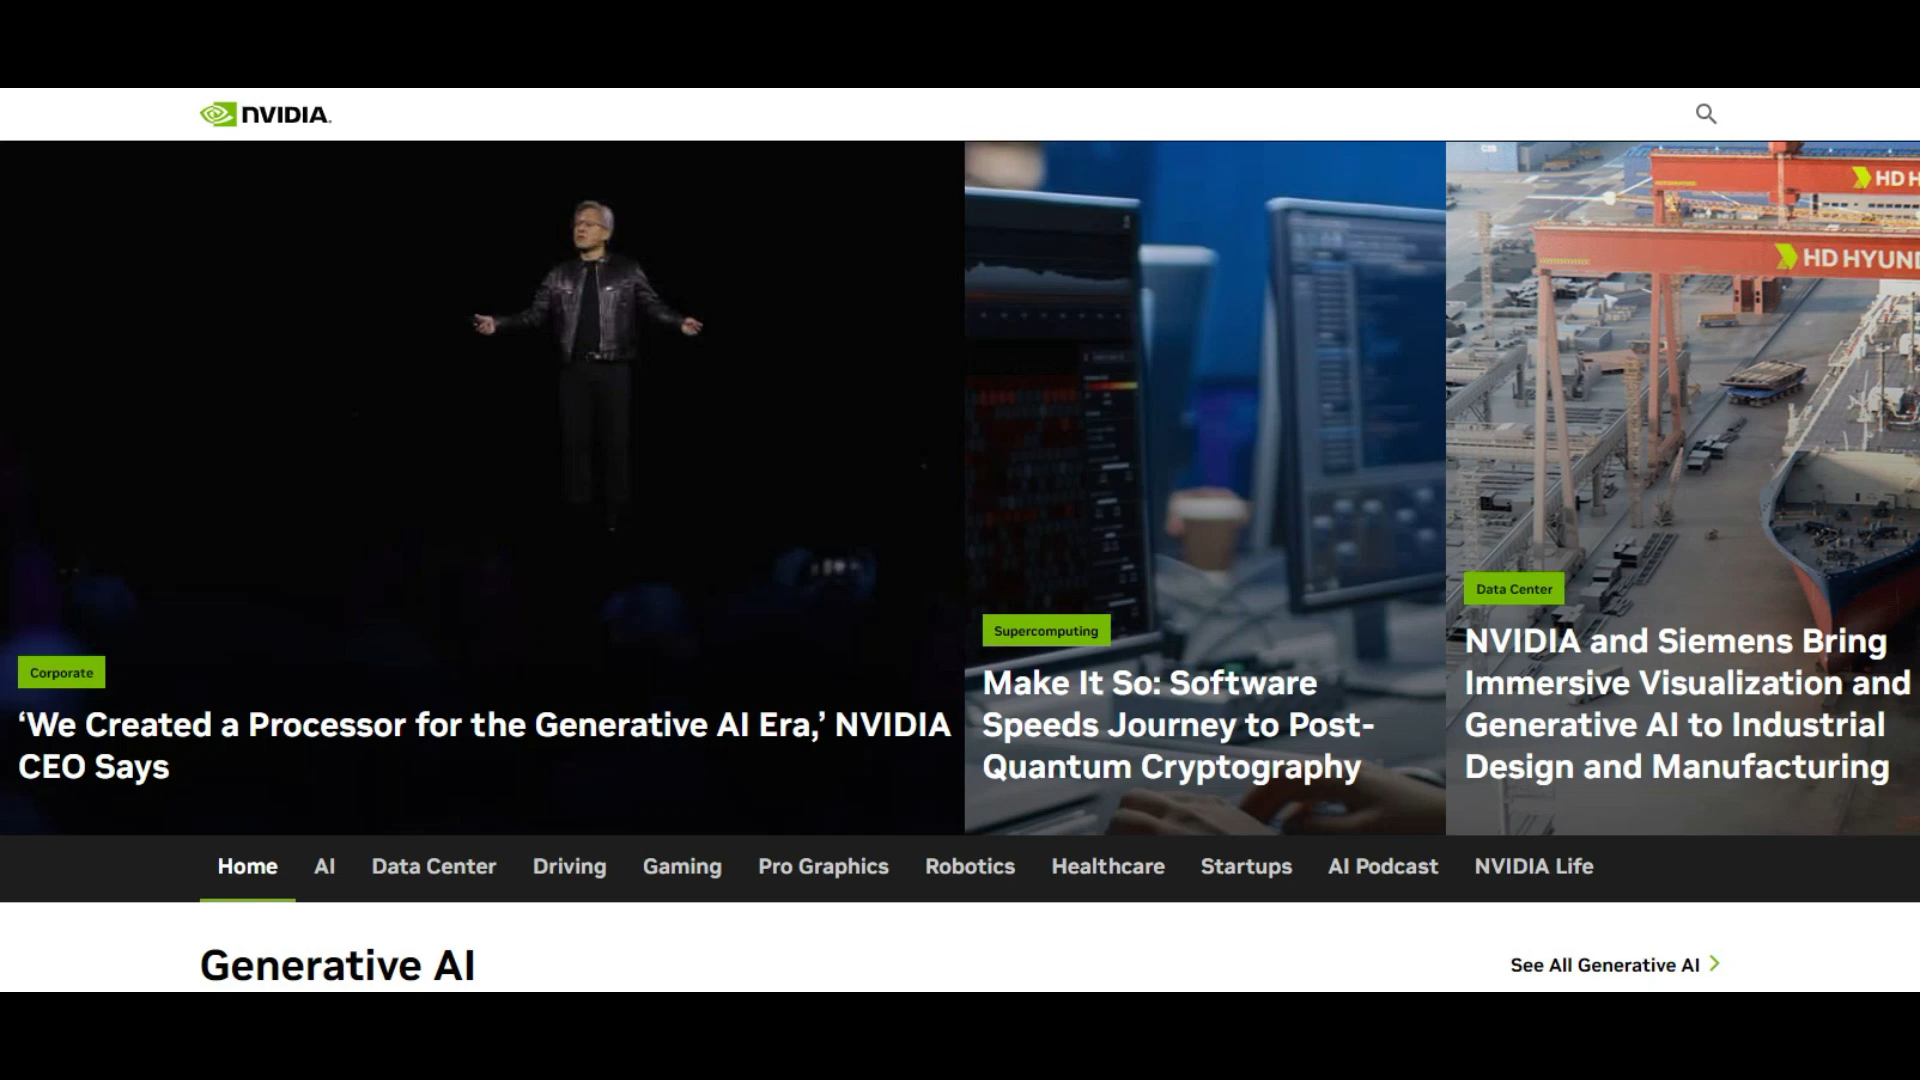 NVIDIA.
HD H
HD HYUND
Corporate
‘We Created a Processor for the Generative AI Era,’ NVIDIA
CEO Says
Supercomputing
Make It So: Software
Speeds Journey to Post-
Quantum Cryptography
Data Center
NVIDIA and Siemens Bring
Immersive Visualization and
Generative AI to Industrial
Design and Manufacturing
Home AI Data Center Driving Gaming Pro Graphics Robotics Healthcare Startups AI Podcast NVIDIA Life
Generative AI
See All Generative AI